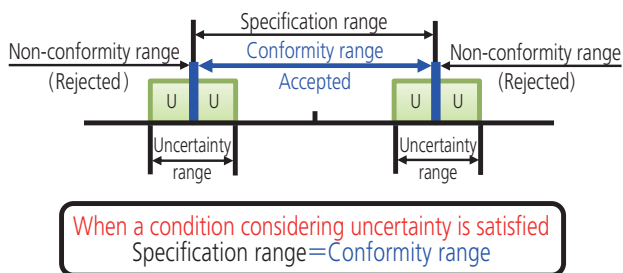 Specification range
Non-conformity range
(Rejected)
Conformity range
Accepted
Non-conformity range
(Rejected)
U
U
U
U
Uncertainty
range
Uncertainty
range
When a condition considering uncertainty is satisfied
Specification range=Conformity range